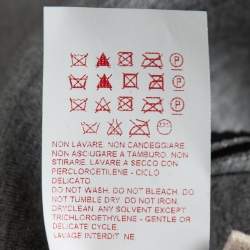 NON LAVARE. NON CANDEGGIARE
NON ASCIUGARE A TAMBURO. NON
STIRARE. LAVARE A SECCO CON
PERCLOROETILENE - CICLO
DELICATO.
DO NOT WASH. DO NOT BLEACH. DO
NOT TUMBLE DRY. DO NOT IRON.
DRYCLEAN. ANY SOLVENT EXCEPT
TRICHLOROETHYLENE - GENTLE OR
DELICATE CYCLE.
LAVAGE INTERDIT. NE